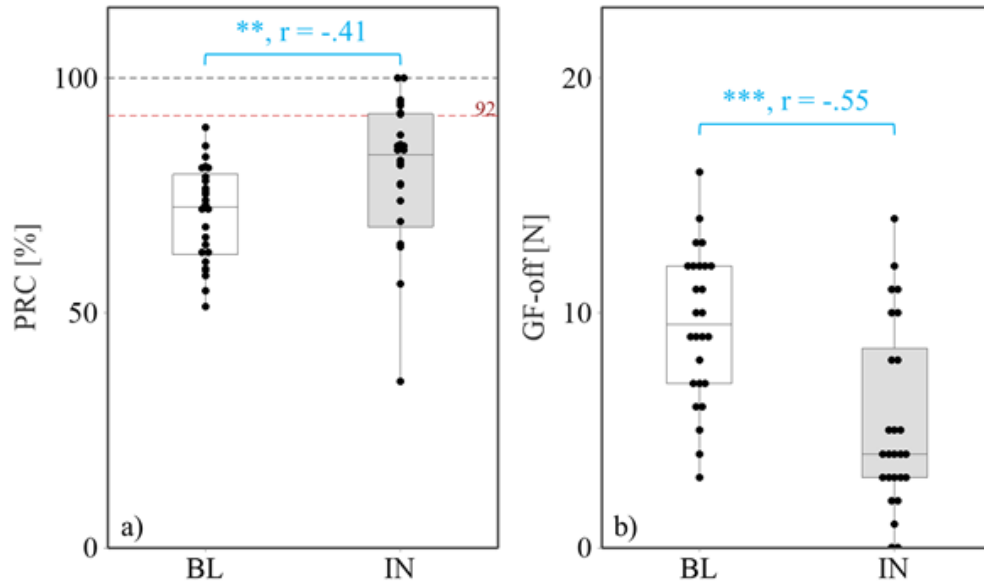 **, r = -.41
100
92
50
0
PRC [%]
a)
BL
IN
***, r = -.55
20
10
0
GF-off [N]
b)
BL
IN